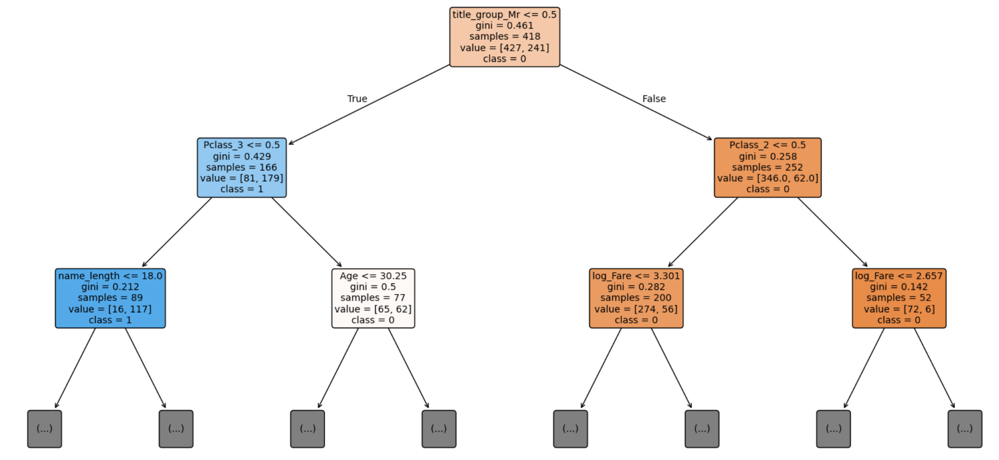 title_group_Mr <= 0.5
gini = 0.461
samples = 418
value = [427, 241]
class = 0
True
False
Pclass_3 <= 0.5
gini = 0.429
samples = 166
value = [81, 179]
class = 1
Pclass_2 <= 0.5
gini = 0.258
samples = 252
value = [346.0, 62.0]
class = 0
name_length <= 18.0
gini = 0.212
samples = 89
value = [16, 117]
class = 1
Age <= 30.25
gini = 0.5
samples = 77
value = [65, 62]
class = 0
log_Fare <= 3.301
gini = 0.282
samples = 200
value = [274, 56]
class = 0
log_Fare <= 2.657
gini = 0.142
samples = 52
value = [72, 6]
class = 0
(...)
(...)
(...)
(...)
(...)
(...)
(...)
(...)